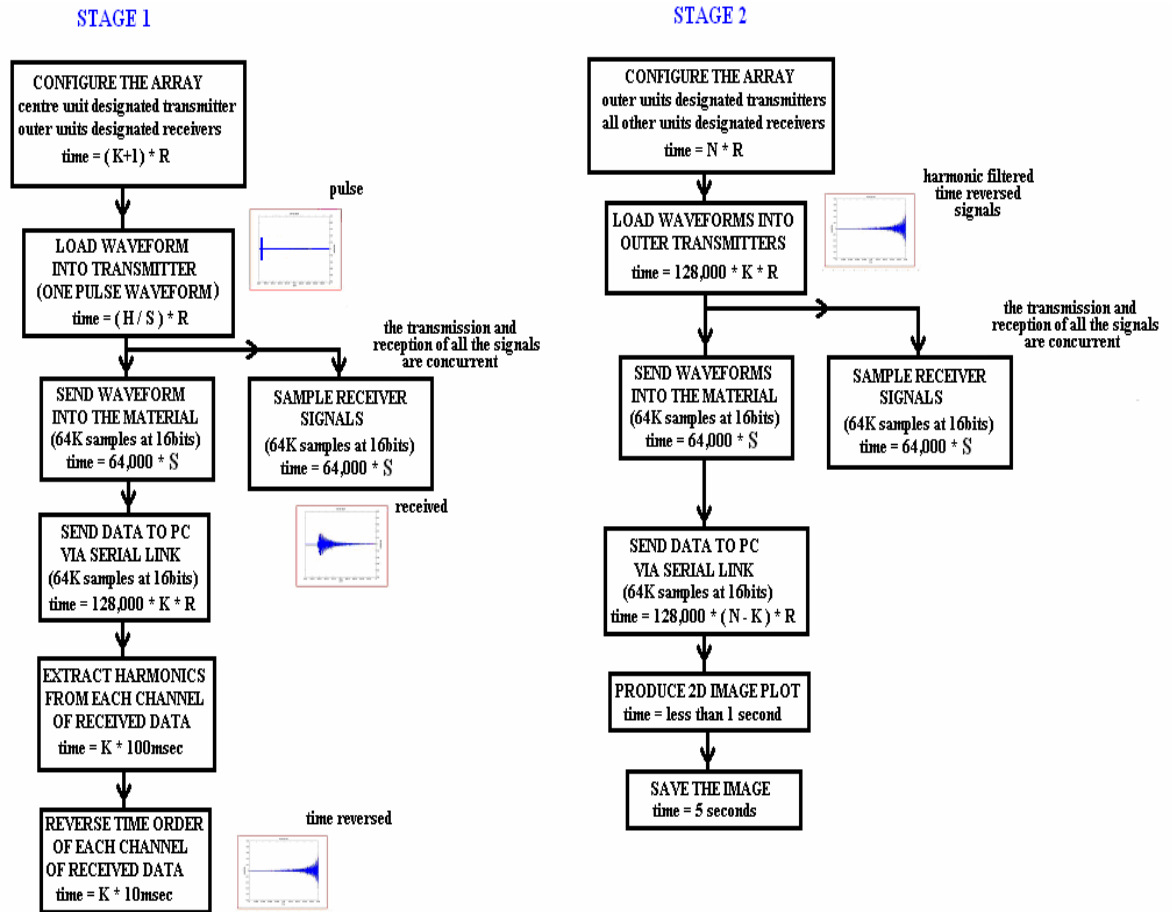 STAGE 1
CONFIGURE THE ARRAY
centre unit designated transmitter
outer units designated receivers
time = (K+1) * R
pulse
LOAD WAVEFORM
INTO TRANSMITTER
(ONE PULSE WAVEFORM)
time = (H / S) * R
the transmission and
reception of all the signals
are concurrent
SEND WAVEFORM
INTO THE MATERIAL
(64K samples at 16bits)
time = 64,000 * S
SAMPLE RECEIVER
SIGNALS
(64K samples at 16bits)
time = 64,000 * S
received
SEND DATA TO PC
VIA SERIAL LINK
(64K samples at 16bits)
time = 128,000 * K * R
EXTRACT HARMONICS
FROM EACH CHANNEL
OF RECEIVED DATA
time = K * 100msec
time reversed
REVERSE TIME ORDER
OF EACH CHANNEL
OF RECEIVED DATA
time = K * 10msec
STAGE 2
CONFIGURE THE ARRAY
outer units designated transmitters
all other units designated receivers
time = N * R
harmonic filtered
time reversed
signals
LOAD WAVEFORMS INTO
OUTER TRANSMITTERS
time = 128,000 * K * R
the transmission and
reception of all the signals
are concurrent
SEND WAVEFORMS
INTO THE MATERIAL
(64K samples at 16bits)
time = 64,000 * S
SAMPLE RECEIVER
SIGNALS
(64K samples at 16bits)
time = 64,000 * S
SEND DATA TO PC
VIA SERIAL LINK
(64K samples at 16bits)
time = 128,000 * ( N - K ) * R
PRODUCE 2D IMAGE PLOT
time = less than 1 second
SAVE THE IMAGE
time = 5 seconds